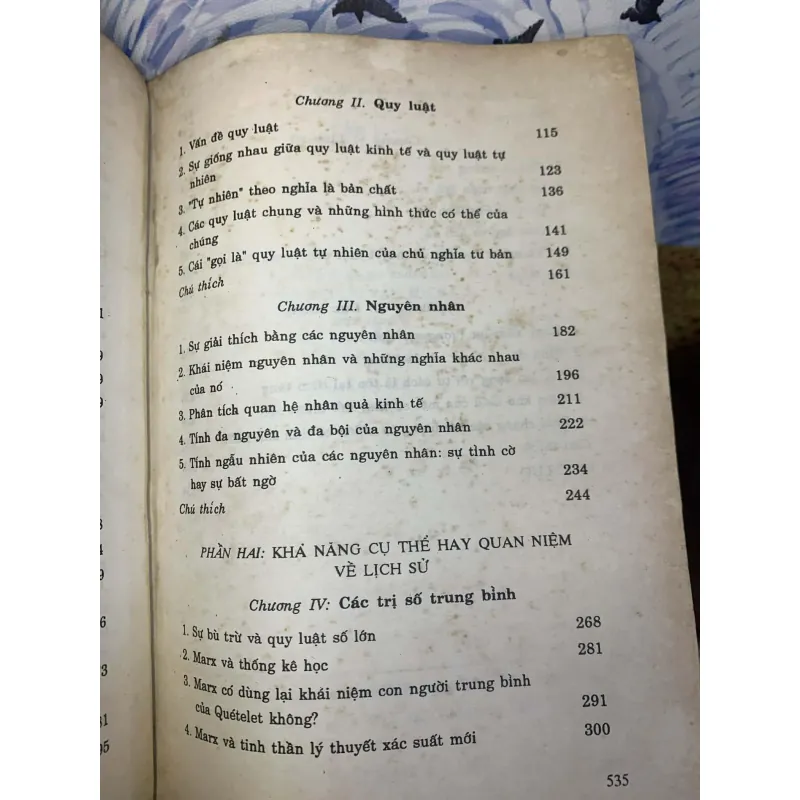 Chương II. Quy luật
1. Vấn đề quy luật 115
2. Sự giống nhau giữa quy luật kinh tế và quy luật tự
nhiên 123
3. "Tự nhiên" theo nghĩa là bản chất 136
4. Các quy luật chung và những hình thức có thể của
chúng 141
5. Cái "gọi là" quy luật tự nhiên của chủ nghĩa tư bản 149
Chú thích 161
Chương III. Nguyên nhân
1. Sự giải thích bằng các nguyên nhân 182
2. Khái niệm nguyên nhân và những nghĩa khác nhau
của nó 196
3. Phân tích quan hệ nhân quả kinh tế 211
4. Tính đa nguyên và đa bội của nguyên nhân 222
5. Tính ngẫu nhiên của các nguyên nhân: sự tình cờ
hay sự bất ngờ 234
Chú thích 244
PHẦN HAI: KHẢ NĂNG CỤ THỂ HAY QUAN NIỆM
VỀ LỊCH SỬ
Chương IV: Các trị số trung bình
1. Sự bù trừ và quy luật số lớn 268
2. Marx và thống kê học 281
3. Marx có dùng lại khái niệm con người trung bình
của Quételet không? 291
4. Marx và tinh thần lý thuyết xác suất mới 300
535